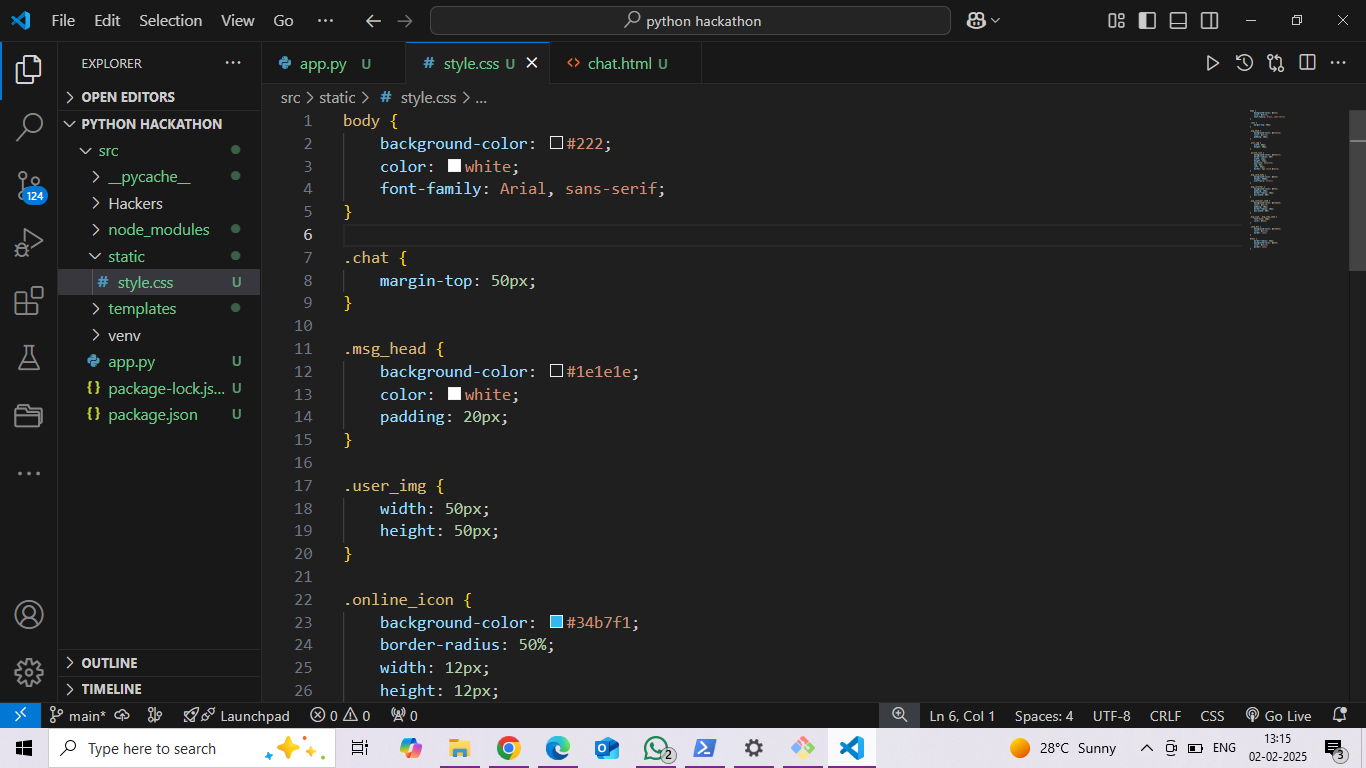 File Edit Selection View Go ... python hackathon
EXPLORER ...
OPEN EDITORS
PYTHON HACKATHON
src
__pycache__
Hackers
node_modules
static
# style.css U
templates
venv
app.py U
{} package-lock.js... U
{} package.json U
OUTLINE
TIMELINE
124
app.py U # style.css U <> chat.html U
src > static > # style.css > ...
1 body {
2 background-color: #222;
3 color: white;
4 font-family: Arial, sans-serif;
5 }
6
7 .chat {
8 margin-top: 50px;
9 }
10
11 .msg_head {
12 background-color: #1e1e1e;
13 color: white;
14 padding: 20px;
15 }
16
17 .user_img {
18 width: 50px;
19 height: 50px;
20 }
21
22 .online_icon {
23 background-color: #34b7f1;
24 border-radius: 50%;
25 width: 12px;
26 height: 12px;
main* Launchpad 0 0 0 Ln 6, Col 1 Spaces: 4 UTF-8 CRLF CSS Go Live
Type here to search 2 28°C Sunny ENG 13:15
02-02-2025 3